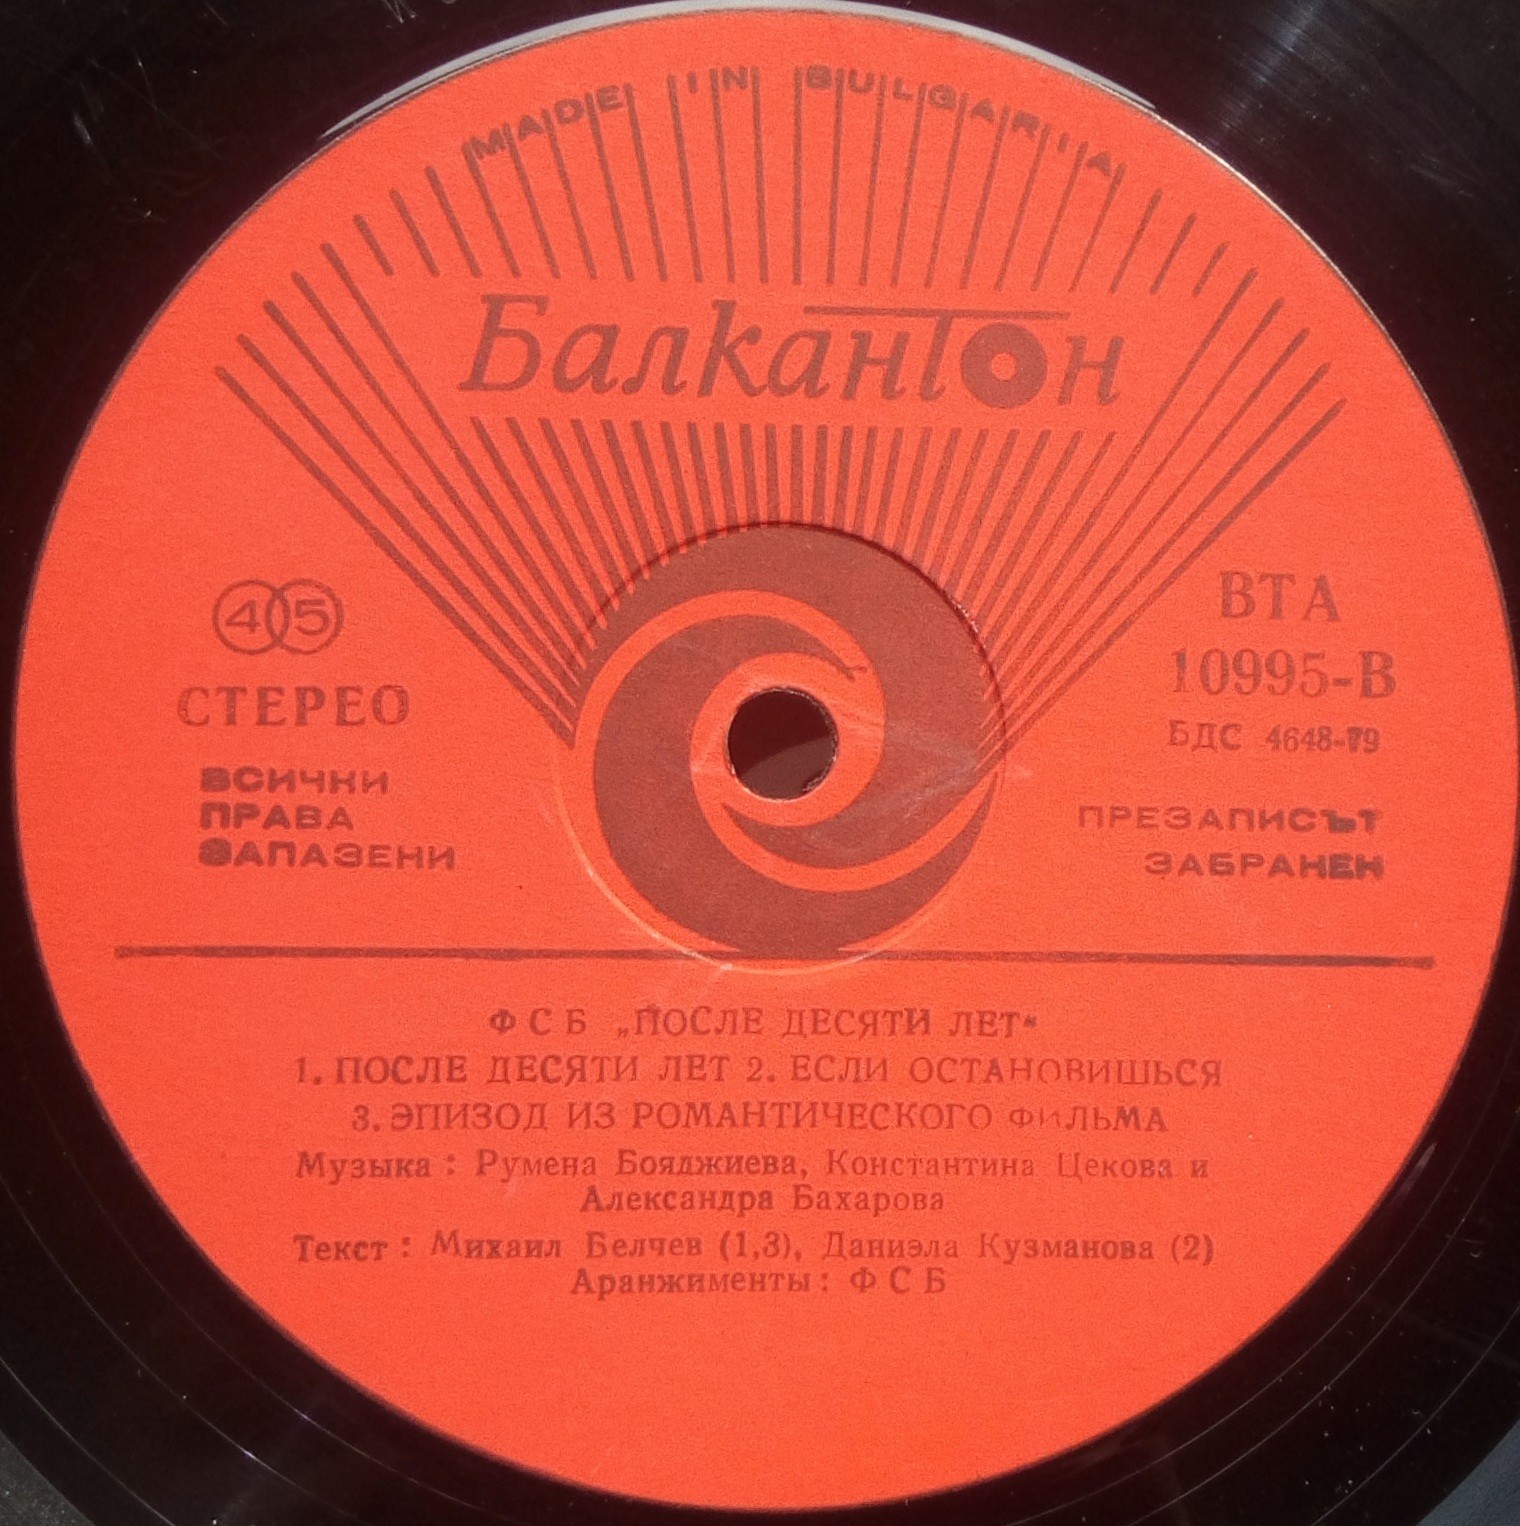 MADE IN BULGARIA
Балкантон
45
СТЕРЕО
ВСИЧКИ
ПРАВА
ЗАПАЗЕНИ
ВТА
10995-В
БДС 4648-79
ПРЕЗАПИСЪТ
ЗАБРАНЕН
ФСБ „ПОСЛЕ ДЕСЯТИ ЛЕТ“
1. ПОСЛЕ ДЕСЯТИ ЛЕТ 2. ЕСЛИ ОСТАНОВИШЬСЯ
3. ЭПИЗОД ИЗ РОМАНТИЧЕСКОГО ФИЛЬМА
Музыка : Румена Бояджиева, Константина Цекова и
Александра Бахарова
Текст : Михаил Белчев (1,3), Даниэла Кузманова (2)
Аранжименты : ФСБ